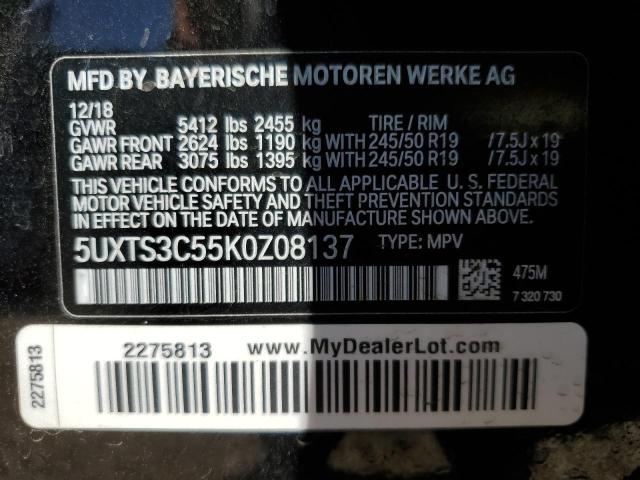 MFD BY BAYERISCHE MOTOREN WERKE AG
12/18
GVWR 5412 lbs 2455 kg TIRE / RIM
GAWR FRONT 2624 lbs 1190 kg WITH 245/50 R19 /7.5J x 19
GAWR REAR 3075 lbs 1395 kg WITH 245/50 R19 /7.5J x 19
THIS VEHICLE CONFORMS TO ALL APPLICABLE U. S. FEDERAL
MOTOR VEHICLE SAFETY AND THEFT PREVENTION STANDARDS
IN EFFECT ON THE DATE OF MANUFACTURE SHOWN ABOVE.
5UXTS3C55K0Z08137 TYPE: MPV
475M
7 320 730
2275813
2275813 www.MyDealerLot.com